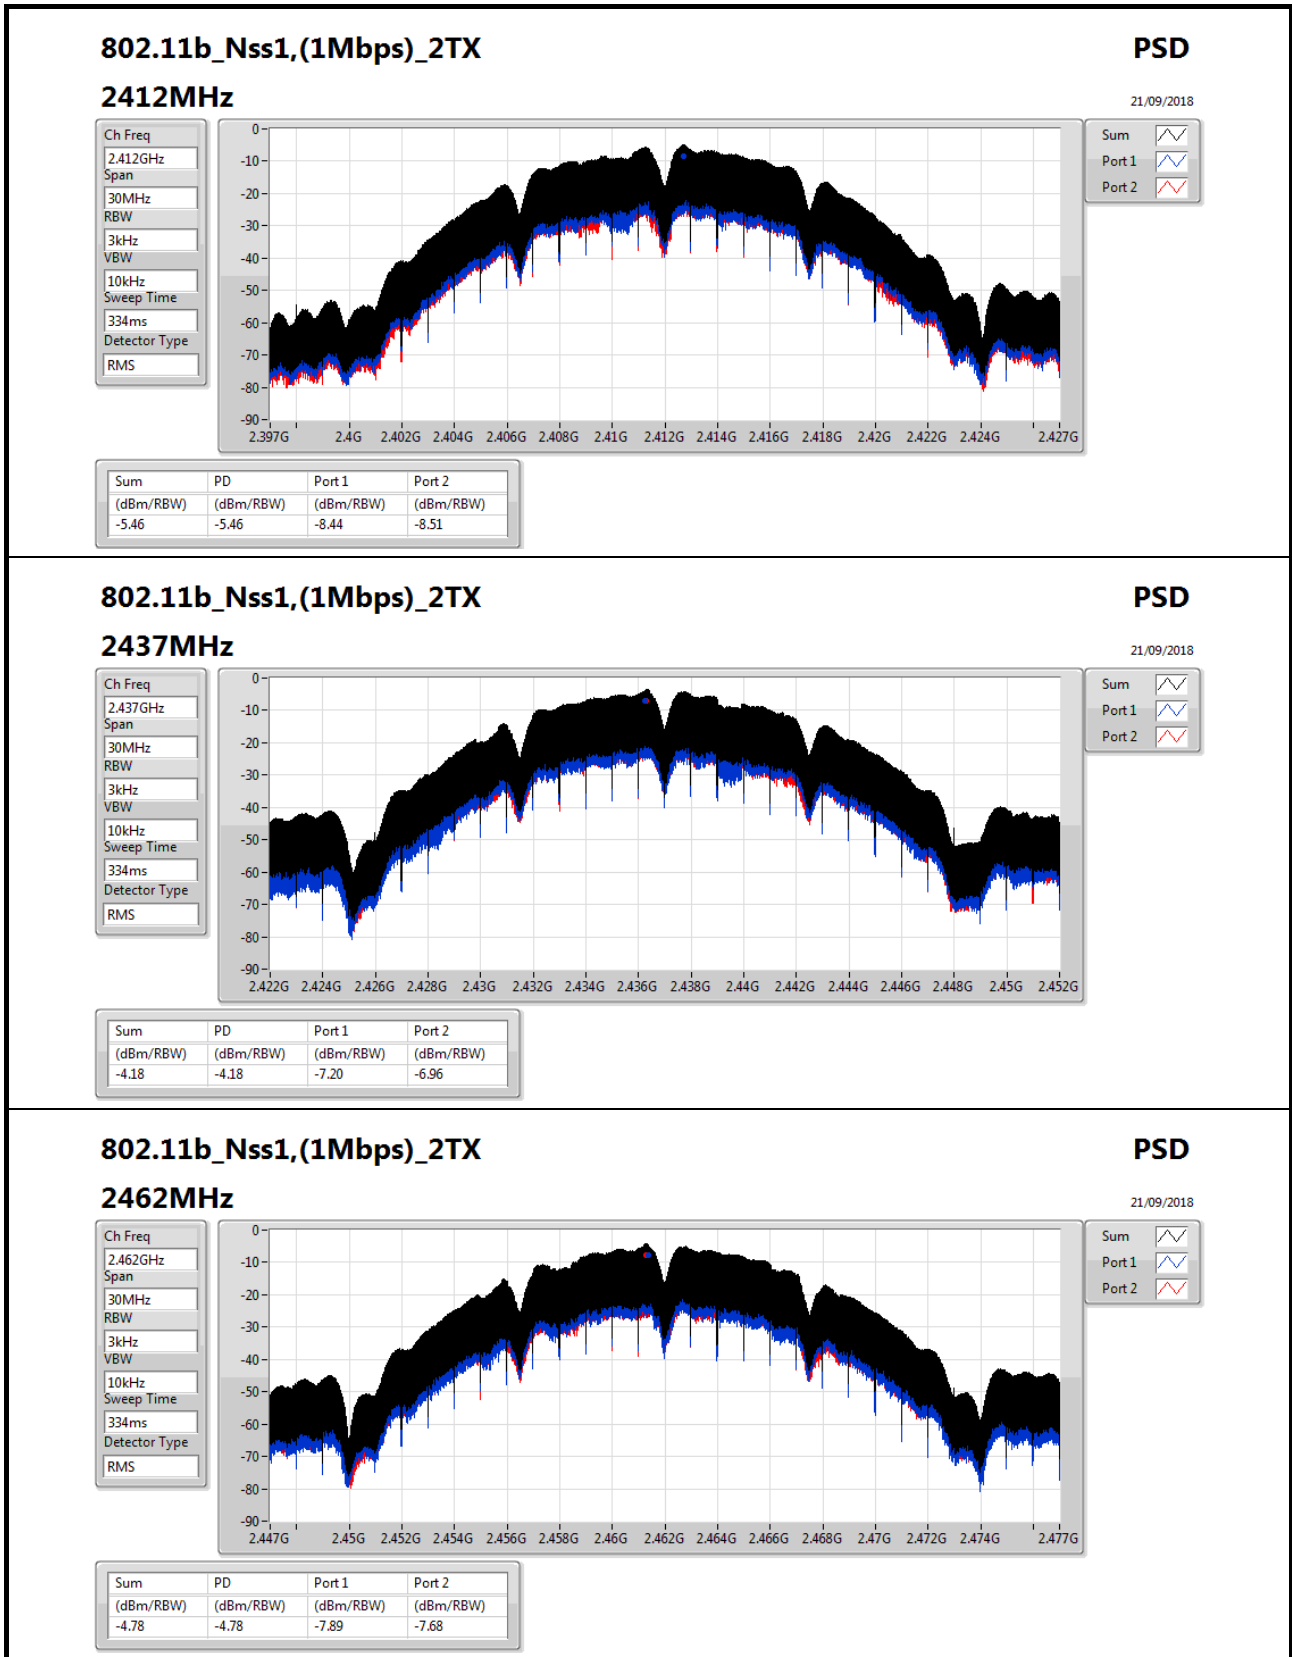 802.11b_Nss1,(1Mbps)_2TX PSD
2412MHz 21/09/2018
Ch Freq
2.412GHz
Span
30MHz
RBW
3kHz
VBW
10kHz
Sweep Time
334ms
Detector Type
RMS
0
-10
-20
-30
-40
-50
-60
-70
-80
-90
2.397G 2.4G 2.402G 2.404G 2.406G 2.408G 2.41G 2.412G 2.414G 2.416G 2.418G 2.42G 2.422G 2.424G 2.427G
Sum
Port 1
Port 2
Sum PD Port 1 Port 2
(dBm/RBW) (dBm/RBW) (dBm/RBW) (dBm/RBW)
-5.46 -5.46 -8.44 -8.51
802.11b_Nss1,(1Mbps)_2TX PSD
2437MHz 21/09/2018
Ch Freq
2.437GHz
Span
30MHz
RBW
3kHz
VBW
10kHz
Sweep Time
334ms
Detector Type
RMS
0
-10
-20
-30
-40
-50
-60
-70
-80
-90
2.422G 2.424G 2.426G 2.428G 2.43G 2.432G 2.434G 2.436G 2.438G 2.44G 2.442G 2.444G 2.446G 2.448G 2.45G 2.452G
Sum
Port 1
Port 2
Sum PD Port 1 Port 2
(dBm/RBW) (dBm/RBW) (dBm/RBW) (dBm/RBW)
-4.18 -4.18 -7.20 -6.96
802.11b_Nss1,(1Mbps)_2TX PSD
2462MHz 21/09/2018
Ch Freq
2.462GHz
Span
30MHz
RBW
3kHz
VBW
10kHz
Sweep Time
334ms
Detector Type
RMS
0
-10
-20
-30
-40
-50
-60
-70
-80
-90
2.447G 2.45G 2.452G 2.454G 2.456G 2.458G 2.46G 2.462G 2.464G 2.466G 2.468G 2.47G 2.472G 2.474G 2.477G
Sum
Port 1
Port 2
Sum PD Port 1 Port 2
(dBm/RBW) (dBm/RBW) (dBm/RBW) (dBm/RBW)
-4.78 -4.78 -7.89 -7.68